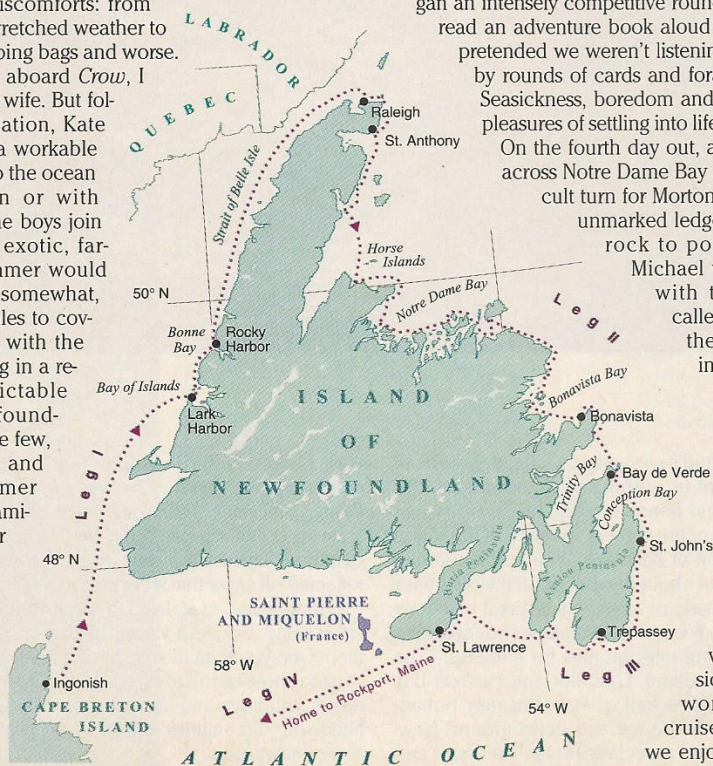 iscomforts: from
retched weather to
ping bags and worse.
aboard Crow, I
wife. But fol-
ation, Kate
a workable
o the ocean
n or with
e boys join
exotic, far-
mmer would
somewhat,
les to cov-
with the
g in a re-
ictable
found-
e few,
and
mer
ami-
r
gan an intensely competitive roun
read an adventure book aloud
pretended we weren't listenin
by rounds of cards and for
Seasickness, boredom and
pleasures of settling into life
On the fourth day out, a
across Notre Dame Bay
cult turn for Morton
unmarked ledg
rock to po
Michael
with t
calle
the
in
LABRADOR
QUEBEC
Raleigh
St. Anthony
Strait of Belle Isle
Horse
Islands
50° N
Notre Dame Bay
Leg II
Bonne
Bay
Rocky
Harbor
Bay of Islands
Lark
Harbor
Bonavista Bay
Bonavista
ISLAND
OF
NEWFOUNDLAND
Leg I
Trinity Bay
Bay de Verde
Conception Bay
48° N
St. John's
Burin Peninsula
Avalon Peninsula
SAINT PIERRE
AND MIQUELON
(France)
Trepassey
St. Lawrence
58° W
Leg III
Leg IV
Home to Rockport, Maine
54° W
Ingonish
CAPE BRETON
ISLAND
ATLANTIC OCEAN
sid
wor
cruise
we enjo